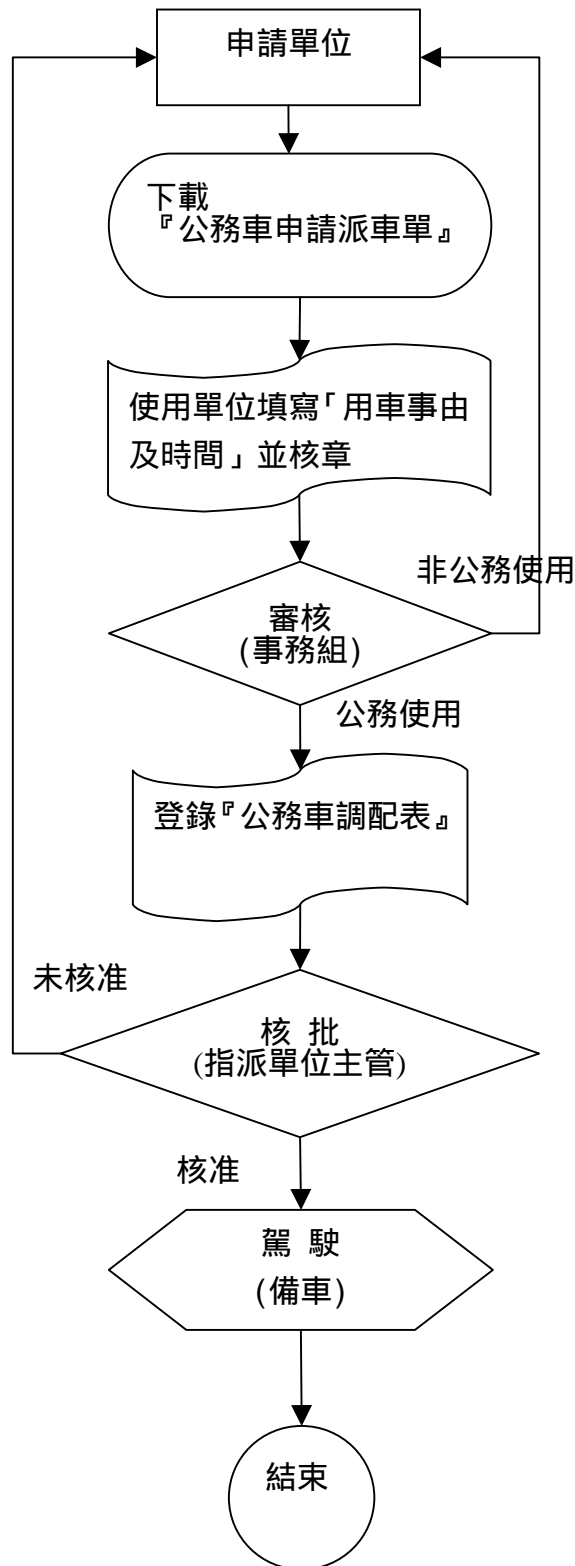 申請單位
下載
『公務車申請派車單』
使用單位填寫「用車事由
及時間」並核章
非公務使用
審核
(事務組)
公務使用
登錄『公務車調配表』
未核准
核 批
(指派單位主管)
核准
駕 駛
(備車)
結束